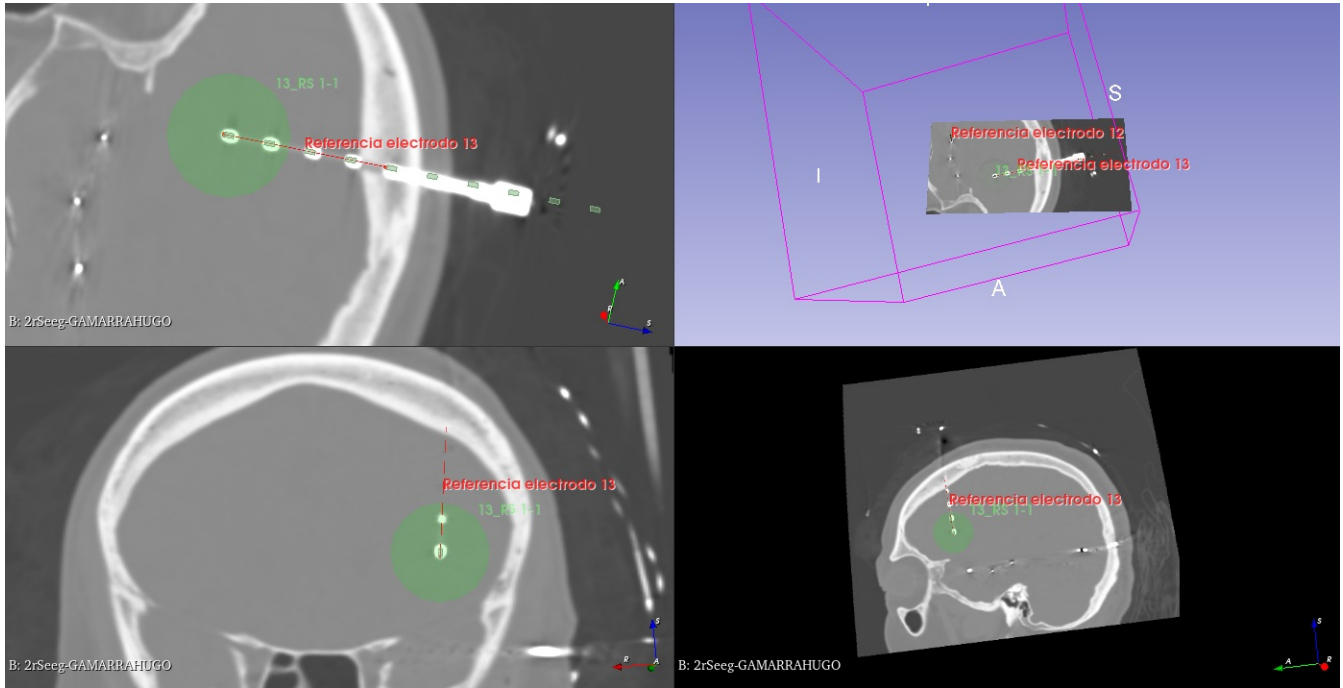 13_RS 1-1
Referencia electrodo 13
A
R
S
B: 2rSeeg-GAMARRAHUGO
S
Referencia electrodo 12
Referencia electrodo 13
I
A
Referencia electrodo 13
13_RS 1-1
S
R
A
B: 2rSeeg-GAMARRAHUGO
Referencia electrodo 13
13_RS 1-1
S
A
R
B: 2rSeeg-GAMARRAHUGO